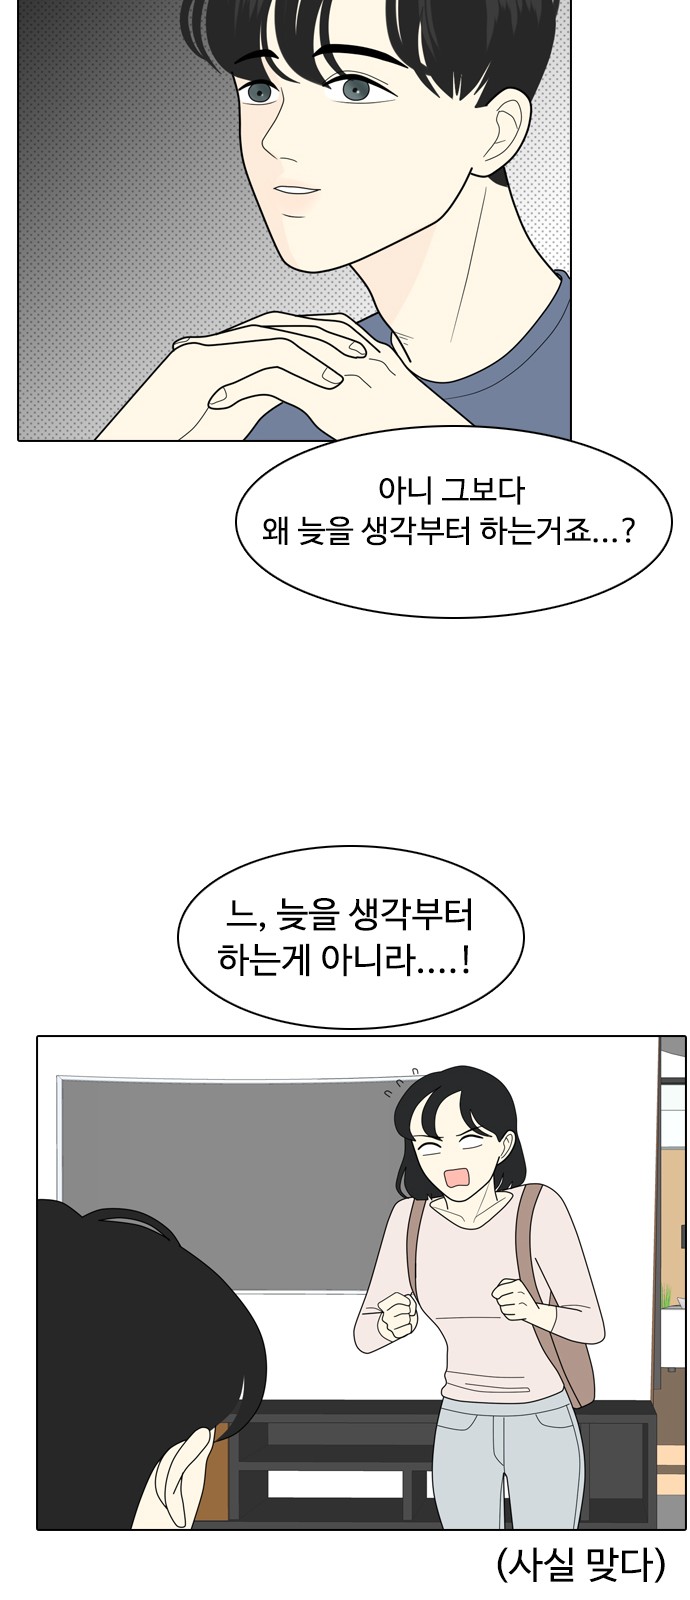 아니 그보다
왜 늦을 생각부터 하는거죠...?
느, 늦을 생각부터
하는게 아니라....!
(사실 맞다)